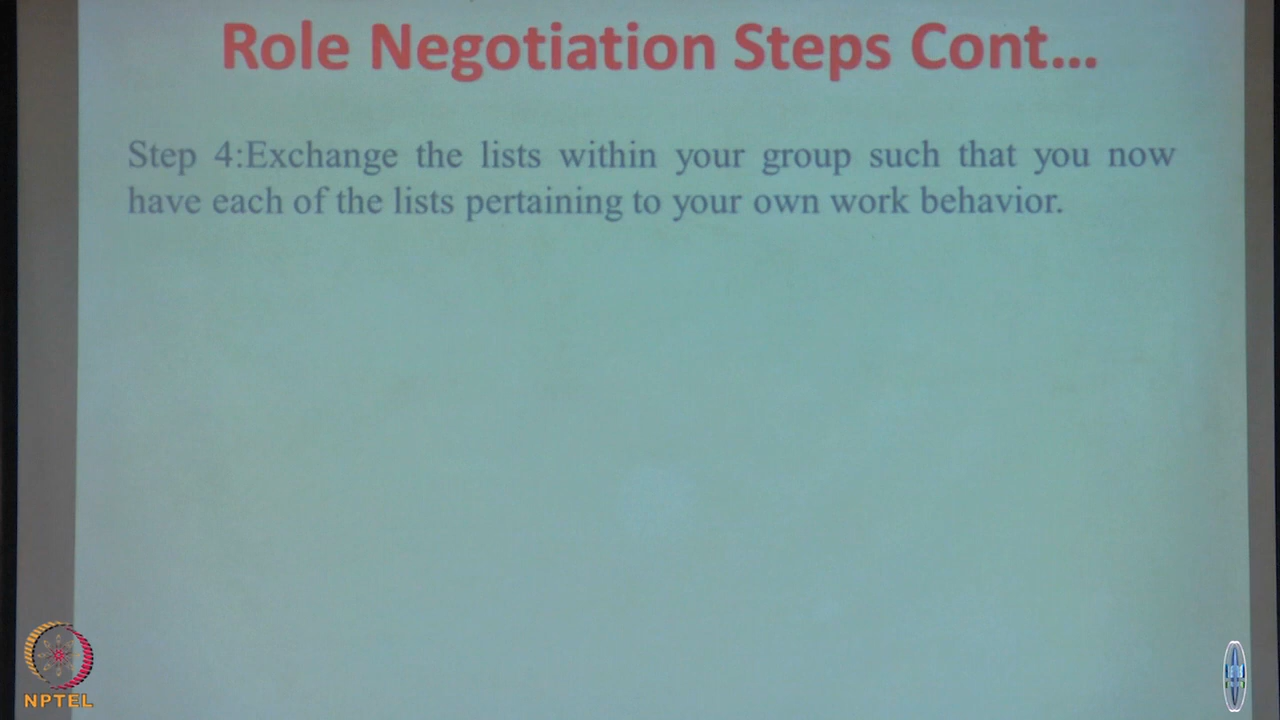 Role Negotiation Steps Cont...
Step 4:Exchange the lists within your group such that you now
have each of the lists pertaining to your own work behavior.
NPTEL